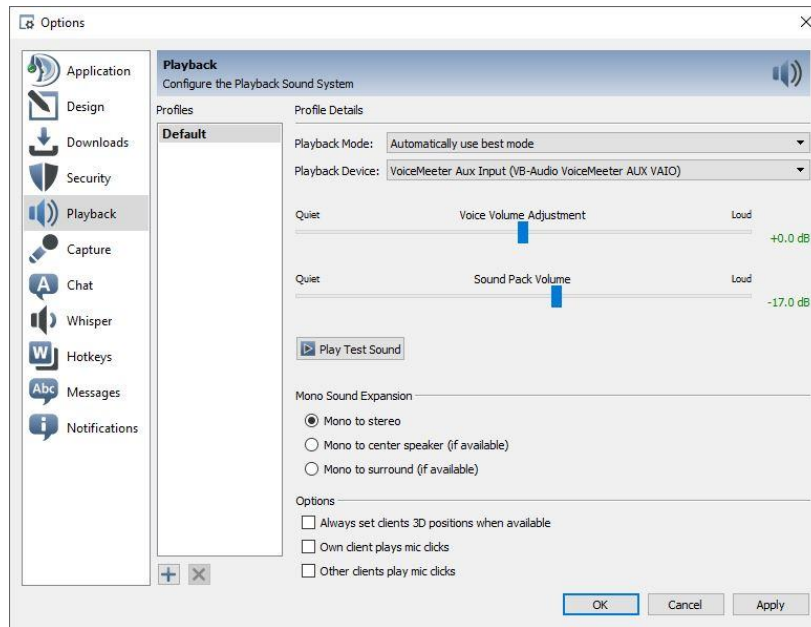 Options
Application
Design
Downloads
Security
Playback
Capture
Chat
Whisper
Hotkeys
Messages
Notifications
Playback
Configure the Playback Sound System
Profiles
Default
Profile Details
Playback Mode: Automatically use best mode
Playback Device: VoiceMeeter Aux Input (VB-Audio VoiceMeeter AUX VAIO)
Quiet Voice Volume Adjustment Loud
+0.0 dB
Quiet Sound Pack Volume Loud
-17.0 dB
Play Test Sound
Mono Sound Expansion
Mono to stereo
Mono to center speaker (if available)
Mono to surround (if available)
Options
Always set clients 3D positions when available
Own client plays mic clicks
Other clients play mic clicks
OK Cancel Apply